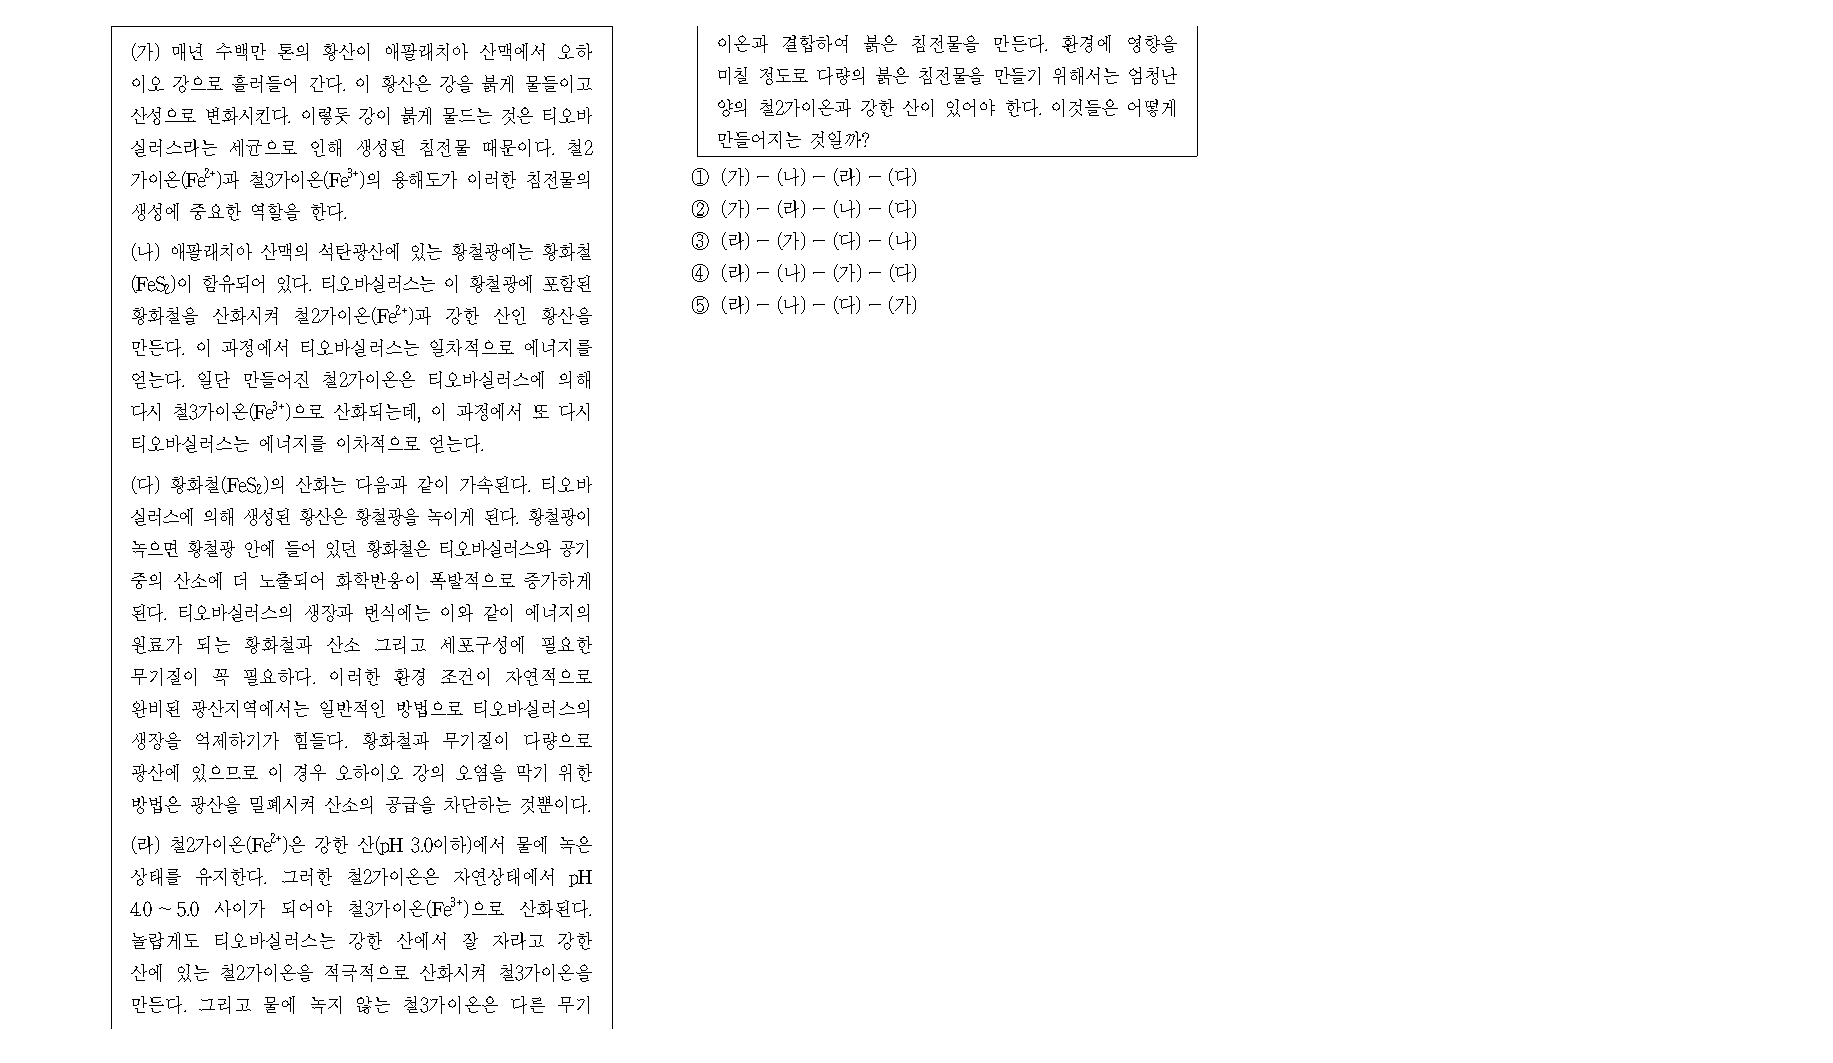 (가) 매년 수백만 톤의 황산이 애팔래치아 산맥에서 오하
이오 강으로 흘러들어 간다. 이 황산은 강을 붉게 물들이고
산성으로 변화시킨다. 이렇듯 강이 붉게 물드는 것은 티오바
실러스라는 세균으로 인해 생성된 침전물 때문이다. 철2
가이온(Fe²⁺)과 철3가이온(Fe³⁺)의 용해도가 이러한 침전물의
생성에 중요한 역할을 한다.
(나) 애팔래치아 산맥의 석탄광산에 있는 황철광에는 황화철
(FeS₂)이 함유되어 있다. 티오바실러스는 이 황철광에 포함된
황화철을 산화시켜 철2가이온(Fe²⁺)과 강한 산인 황산을
만든다. 이 과정에서 티오바실러스는 일차적으로 에너지를
얻는다. 일단 만들어진 철2가이온은 티오바실러스에 의해
다시 철3가이온(Fe³⁺)으로 산화되는데, 이 과정에서 또 다시
티오바실러스는 에너지를 이차적으로 얻는다.
(다) 황화철(FeS₂)의 산화는 다음과 같이 가속된다. 티오바
실러스에 의해 생성된 황산은 황철광을 녹이게 된다. 황철광이
녹으면 황철광 안에 들어 있던 황화철은 티오바실러스와 공기
중의 산소에 더 노출되어 화학반응이 폭발적으로 증가하게
된다. 티오바실러스의 생장과 번식에는 이와 같이 에너지의
원료가 되는 황화철과 산소 그리고 세포구성에 필요한
무기질이 꼭 필요하다. 이러한 환경 조건이 자연적으로
완비된 광산지역에서는 일반적인 방법으로 티오바실러스의
생장을 억제하기가 힘들다. 황화철과 무기질이 다량으로
광산에 있으므로 이 경우 오하이오 강의 오염을 막기 위한
방법은 광산을 밀폐시켜 산소의 공급을 차단하는 것뿐이다.
(라) 철2가이온(Fe²⁺)은 강한 산(pH 3.0이하)에서 물에 녹은
상태를 유지한다. 그러한 철2가이온은 자연상태에서 pH
4.0 ~ 5.0 사이가 되어야 철3가이온(Fe³⁺)으로 산화된다.
놀랍게도 티오바실러스는 강한 산에서 잘 자라고 강한
산에 있는 철2가이온을 적극적으로 산화시켜 철3가이온을
만든다. 그리고 물에 녹지 않는 철3가이온은 다른 무기
이온과 결합하여 붉은 침전물을 만든다. 환경에 영향을
미칠 정도로 다량의 붉은 침전물을 만들기 위해서는 엄청난
양의 철2가이온과 강한 산이 있어야 한다. 이것들은 어떻게
만들어지는 것일까?
① (가) - (나) - (라) - (다)
② (가) - (라) - (나) - (다)
③ (라) - (가) - (다) - (나)
④ (라) - (나) - (가) - (다)
⑤ (라) - (나) - (다) - (가)